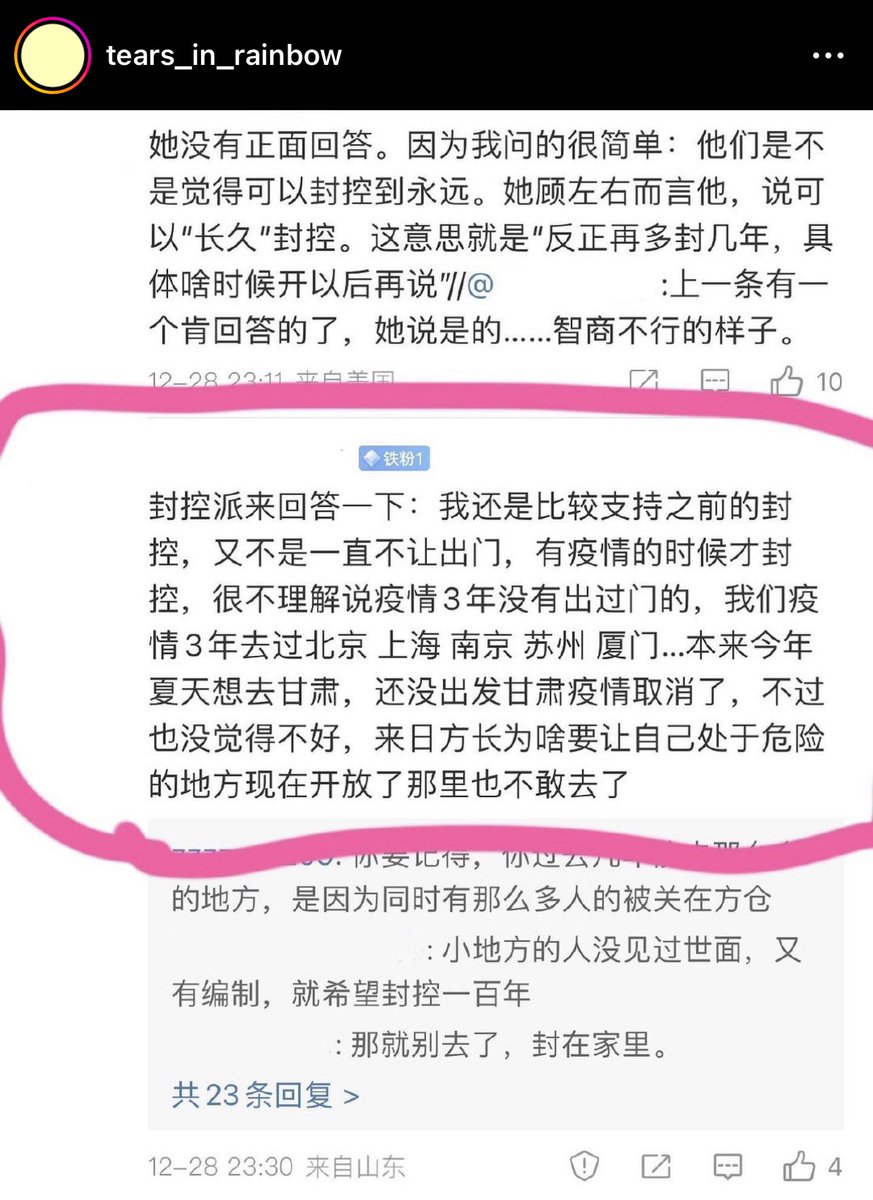 tears_in_rainbow
她没有正面回答。因为我问的很简单：他们是不
是觉得可以封控到永远。她顾左右而言他，说可
以“长久”封控。这意思就是“反正再多封几年，具
体啥时候开以后再说”//@ :上一条有一
个肯回答的了，她说是的......智商不行的样子。
12-28 23:11 来自美国
10
铁粉1
封控派来回答一下：我还是比较支持之前的封
控，又不是一直不让出门，有疫情的时候才封
控，很不理解说疫情3年没有出过门的，我们疫
情3年去过北京 上海 南京 苏州 厦门...本来今年
夏天想去甘肃，还没出发甘肃疫情取消了，不过
也没觉得不好，来日方长为啥要让自己处于危险
的地方现在开放了那里也不敢去了
: 你要记得，你过去几年
的地方，是因为同时有那么多人的被关在方仓
: 小地方的人没见过世面，又
有编制，就希望封控一百年
: 那就别去了，封在家里。
共23条回复 >
12-28 23:30 来自山东
4